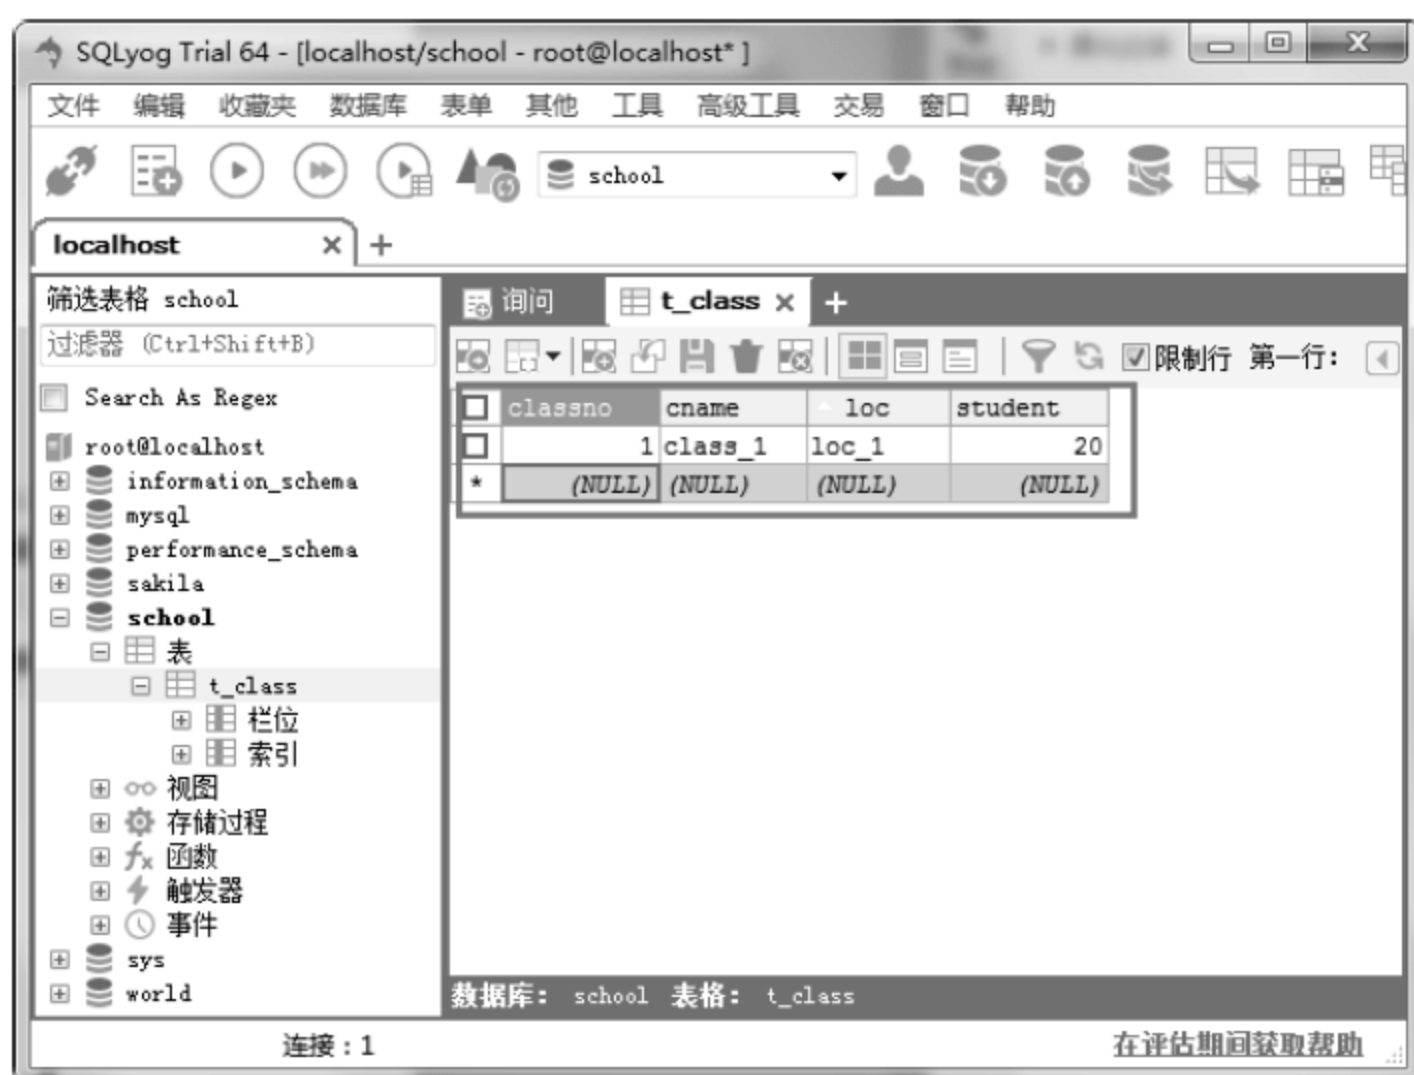 SQLyog Trial 64 - [localhost/school - root@localhost* ]
文件 编辑 收藏夹 数据库 表单 其他 工具 高级工具 交易 窗口 帮助
school
localhost
筛选表格 school
过滤器 (Ctrl+Shift+B)
Search As Regex
root@localhost
information_schema
mysql
performance_schema
sakila
school
表
t_class
栏位
索引
视图
存储过程
函数
触发器
事件
sys
world
询问 t_class
限制行 第一行:
classno cname loc student
1 class_1 loc_1 20
* (NULL) (NULL) (NULL) (NULL)
数据库: school 表格: t_class
连接：1 在评估期间获取帮助